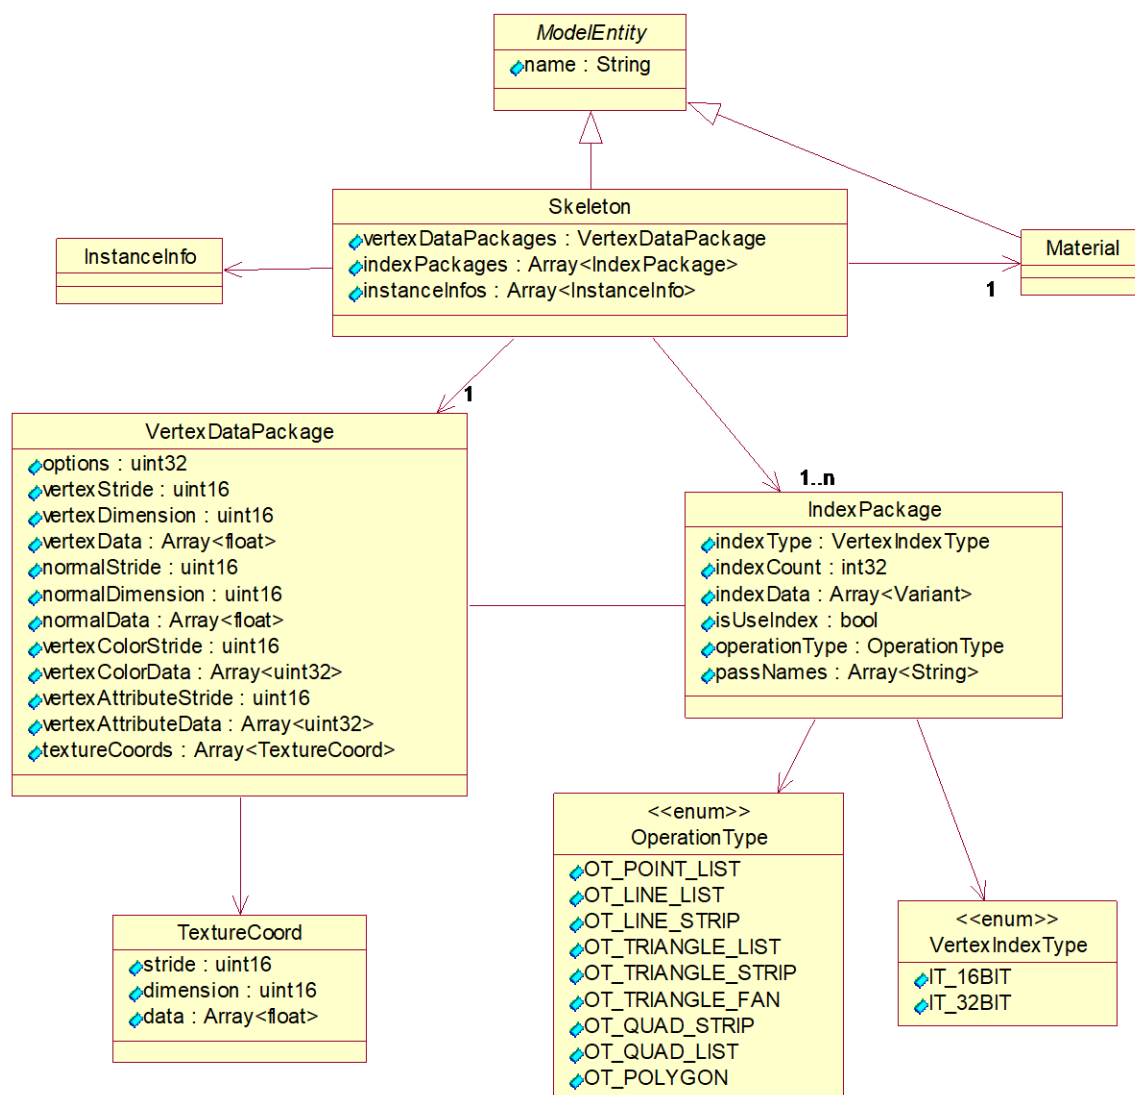 ModelEntity
name : String
Skeleton
vertexDataPackages : VertexDataPackage
indexPackages : Array<IndexPackage>
instanceInfos : Array<InstanceInfo>
InstanceInfo
Material
1
1
1..n
VertexDataPackage
options : uint32
vertexStride : uint16
vertexDimension : uint16
vertexData : Array<float>
normalStride : uint16
normalDimension : uint16
normalData : Array<float>
vertexColorStride : uint16
vertexColorData : Array<uint32>
vertexAttributeStride : uint16
vertexAttributeData : Array<uint32>
textureCoords : Array<TextureCoord>
IndexPackage
indexType : VertexIndexType
indexCount : int32
indexData : Array<Variant>
isUseIndex : bool
operationType : OperationType
passNames : Array<String>
TextureCoord
stride : uint16
dimension : uint16
data : Array<float>
<<enum>>
OperationType
OT_POINT_LIST
OT_LINE_LIST
OT_LINE_STRIP
OT_TRIANGLE_LIST
OT_TRIANGLE_STRIP
OT_TRIANGLE_FAN
OT_QUAD_STRIP
OT_QUAD_LIST
OT_POLYGON
<<enum>>
VertexIndexType
IT_16BIT
IT_32BIT